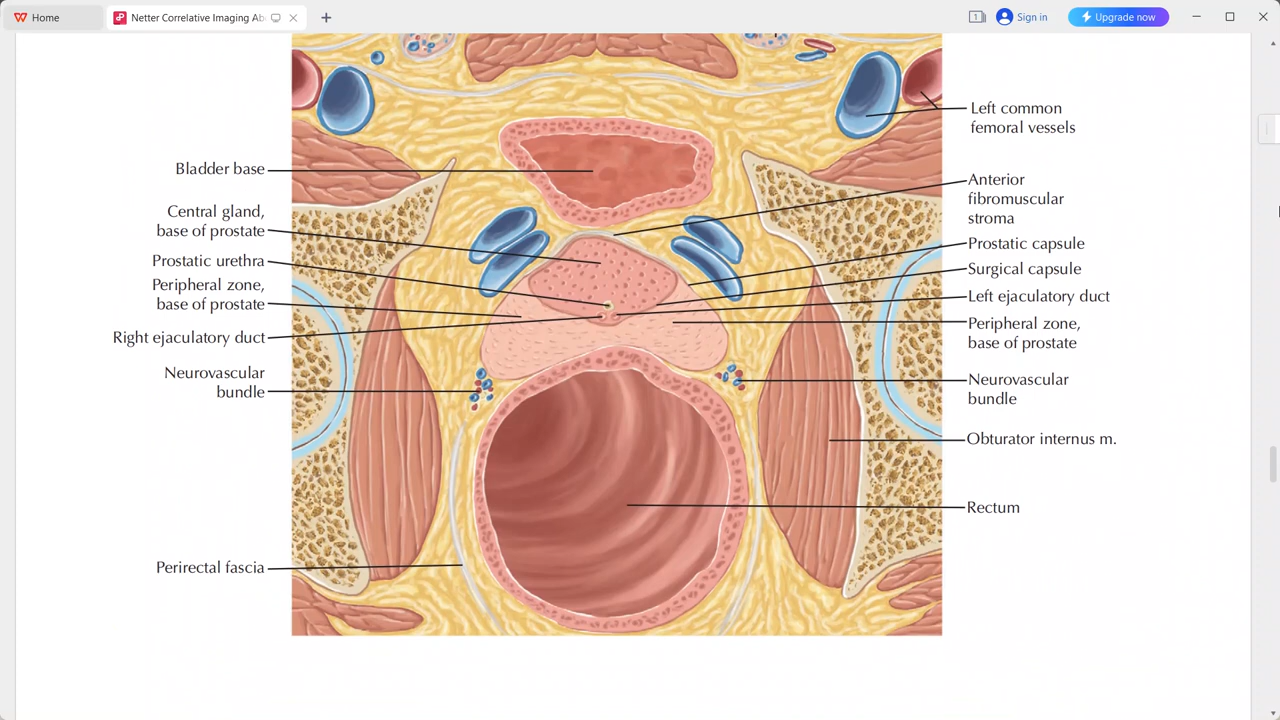 Home
Netter Correlative Imaging Ab
1
Sign in
Upgrade now
Bladder base
Central gland,
base of prostate
Prostatic urethra
Peripheral zone,
base of prostate
Right ejaculatory duct
Neurovascular
bundle
Perirectal fascia
Left common
femoral vessels
Anterior
fibromuscular
stroma
Prostatic capsule
Surgical capsule
Left ejaculatory duct
Peripheral zone,
base of prostate
Neurovascular
bundle
Obturator internus m.
Rectum